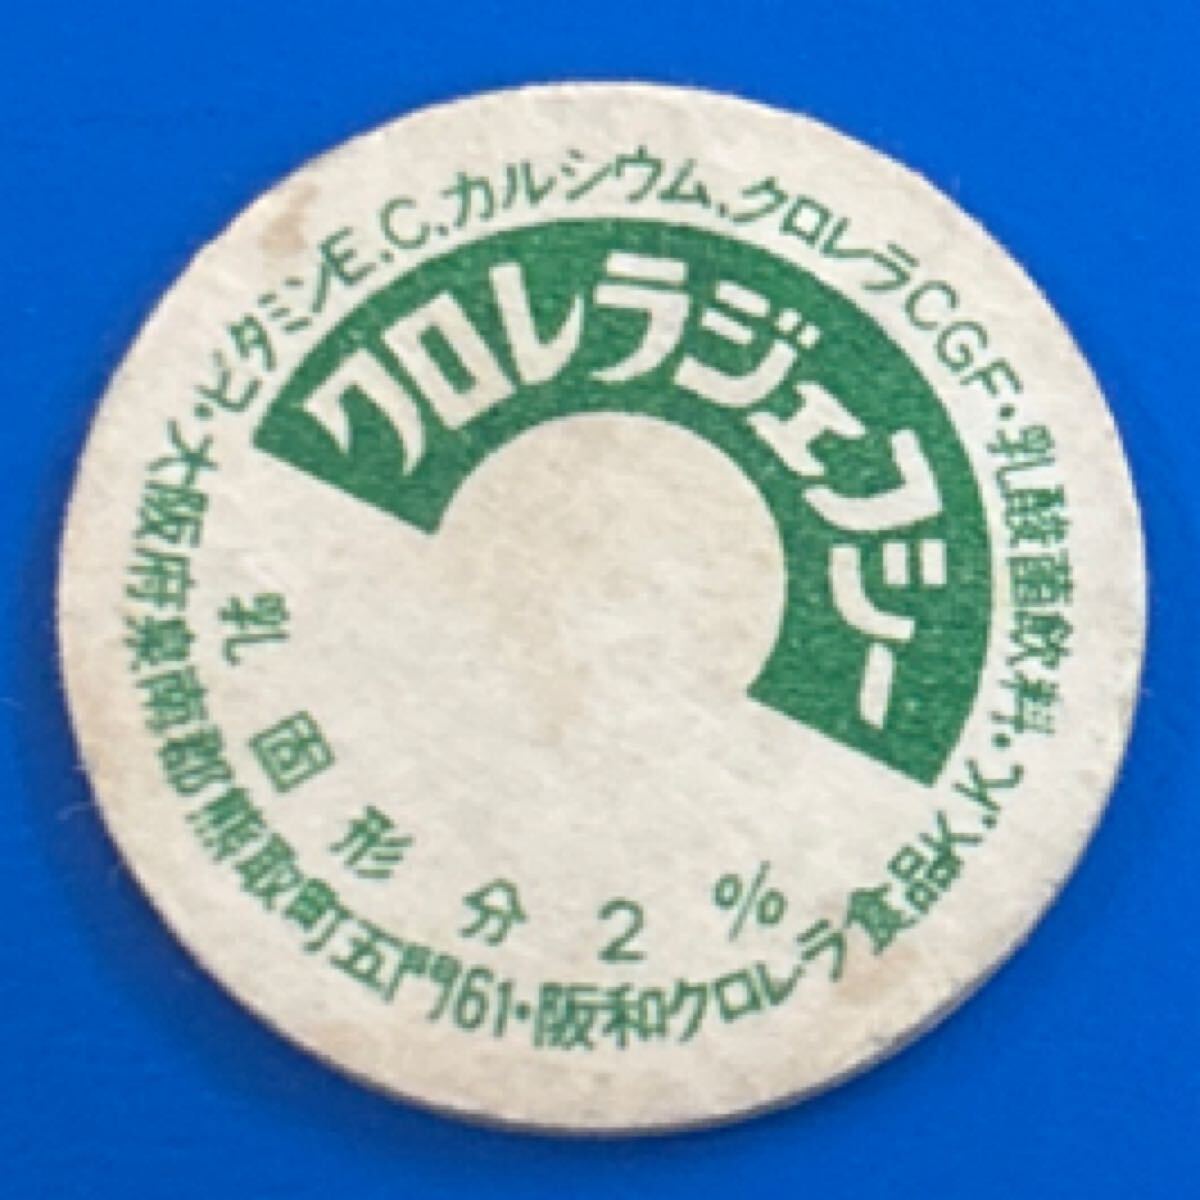 クロレラジェフシー
・ビタミンE.C.カルシウム、クロレラCGF・乳酸菌飲料・
大阪府泉南郡熊取町五門961・阪和クロレラ食品K.K
乳固形分2%